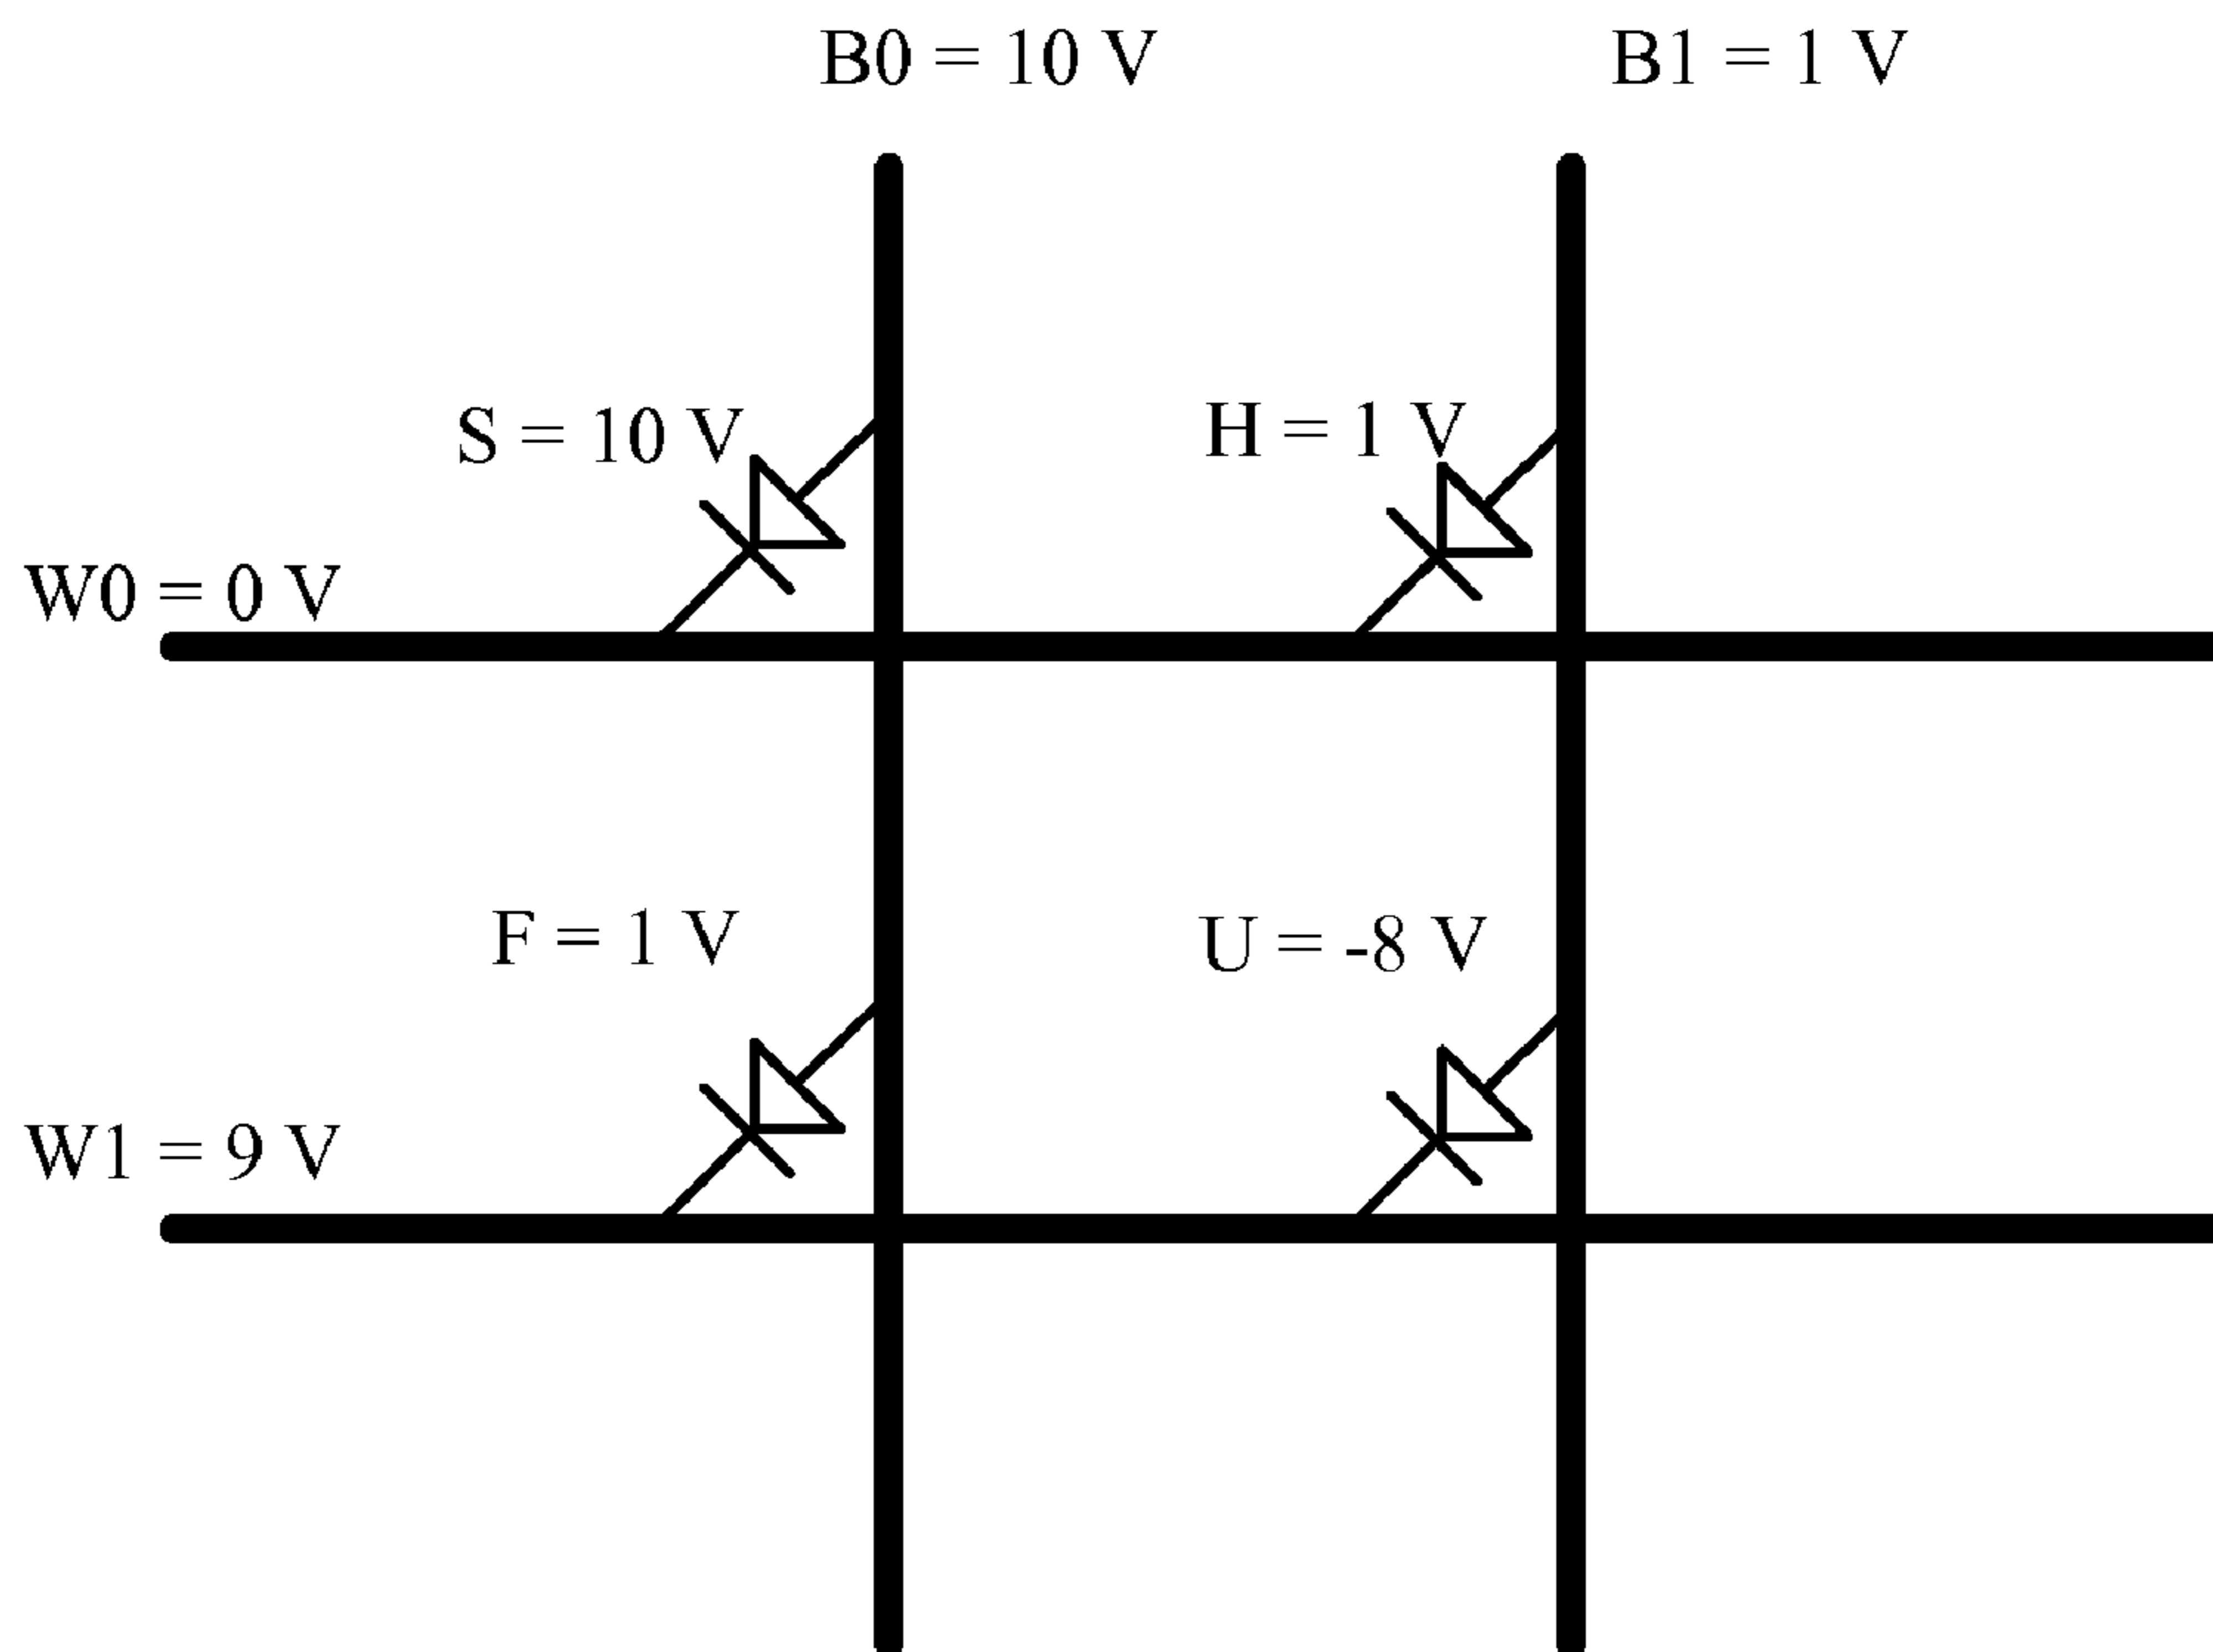 B0 = 10 V
B1 = 1 V
S = 10 V
H = 1 V
W0 = 0 V
F = 1 V
U = -8 V
W1 = 9 V